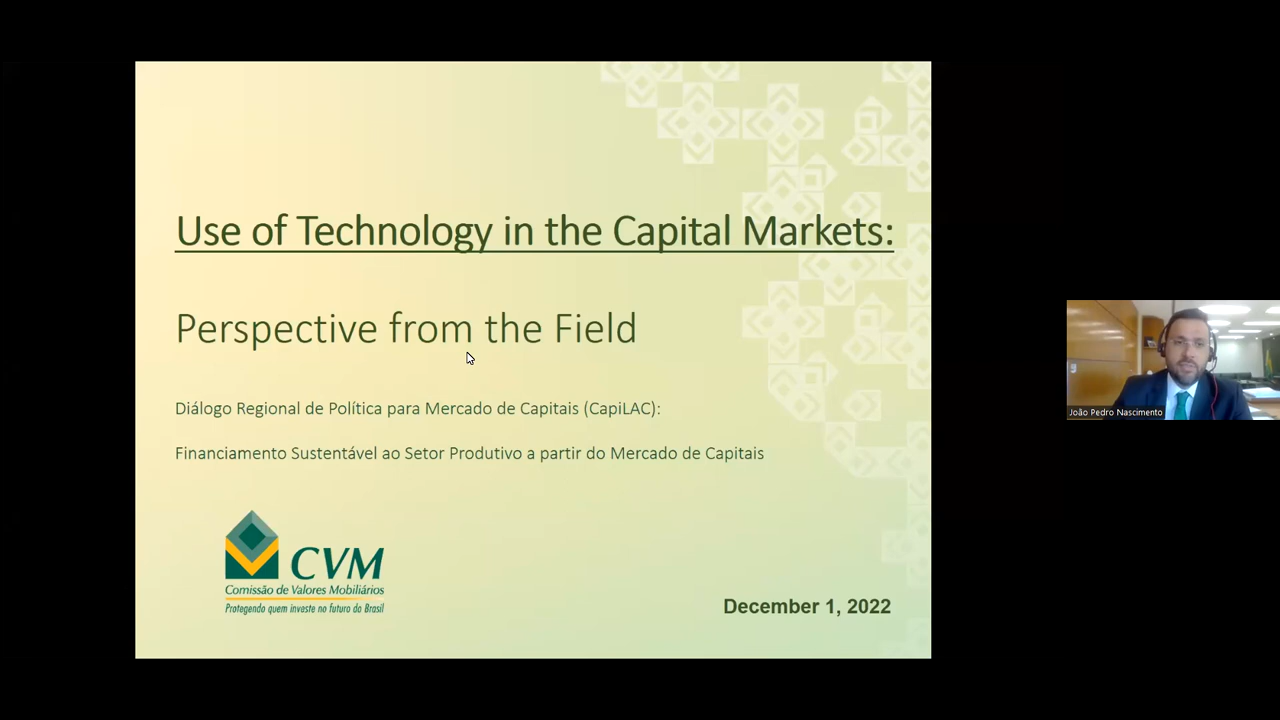 Use of Technology in the Capital Markets:
Perspective from the Field
Diálogo Regional de Política para Mercado de Capitais (CapiLAC):
Financiamento Sustentável ao Setor Produtivo a partir do Mercado de Capitais
CVM
Comissão de Valores Mobiliários
Protegendo quem investe no futuro do Brasil
December 1, 2022
João Pedro Nascimento